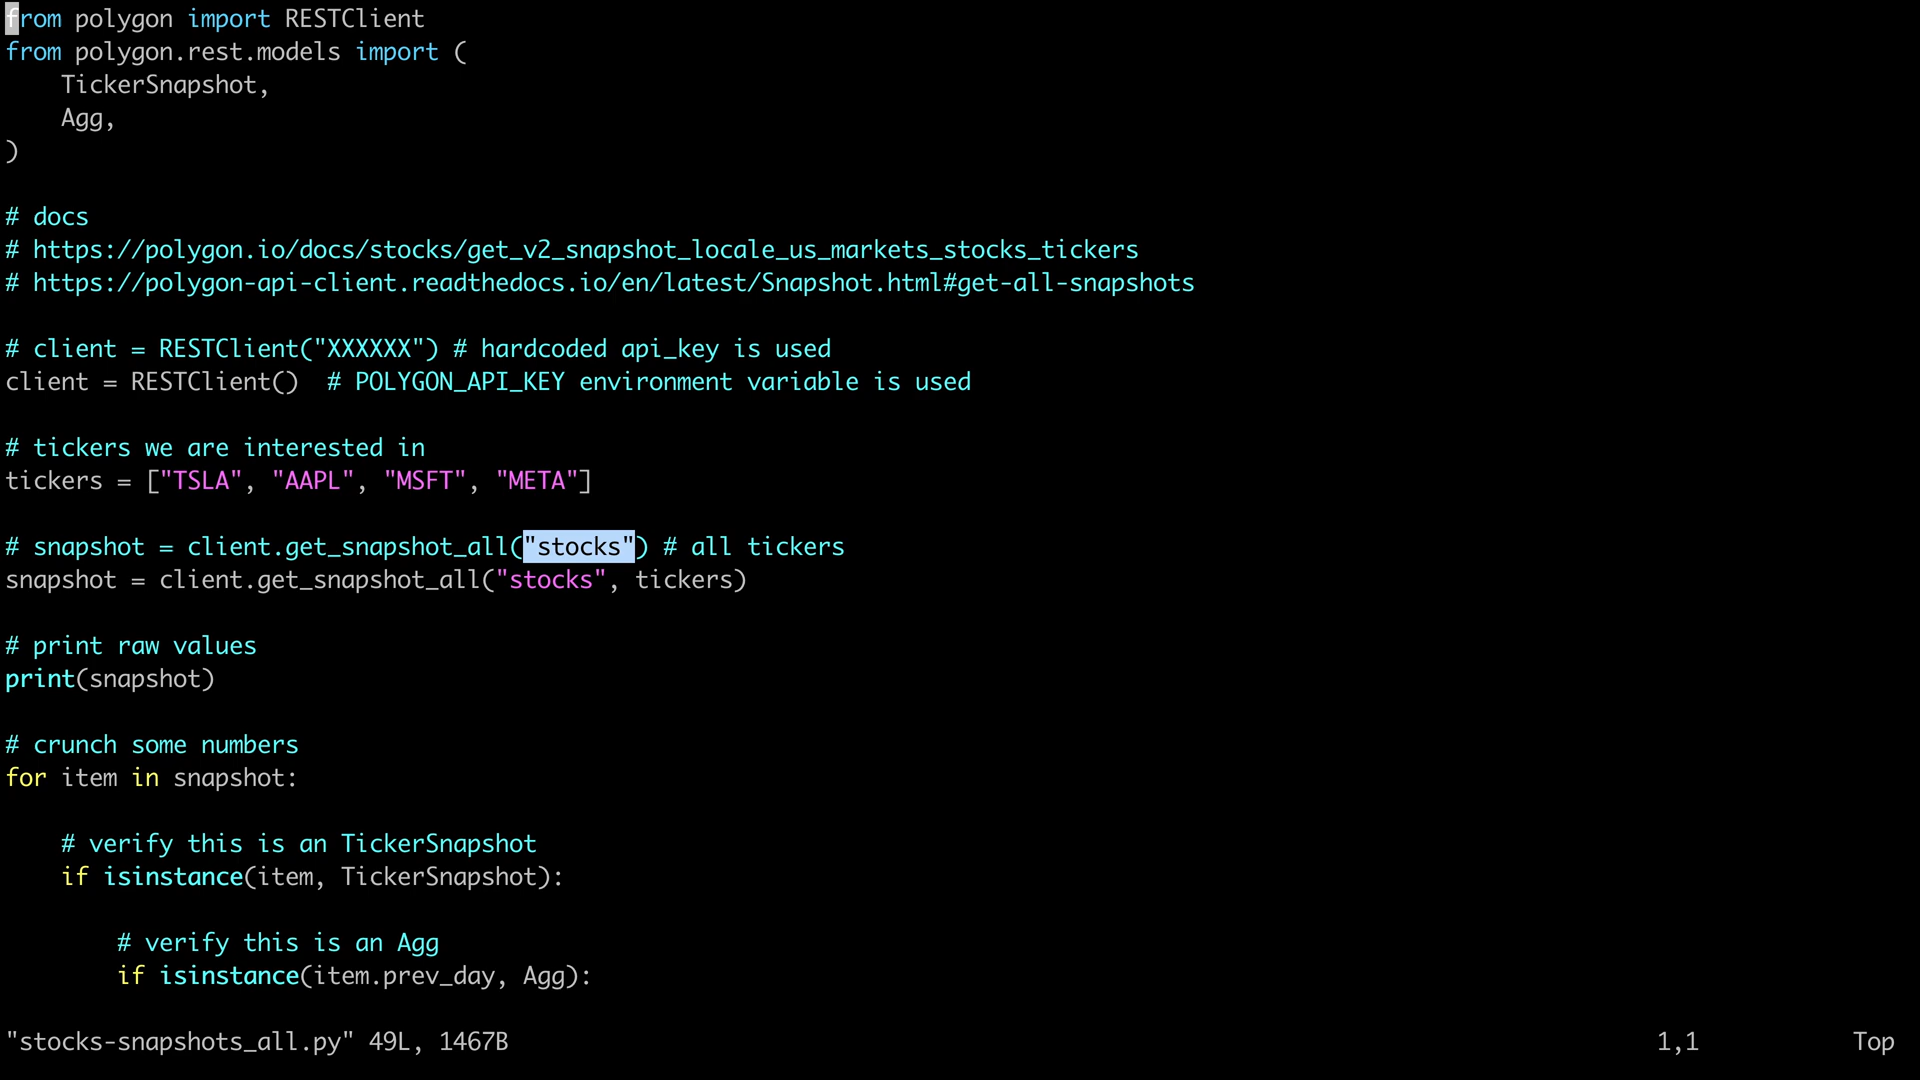 from polygon import RESTClient
from polygon.rest.models import (
    TickerSnapshot,
    Agg,
)
# docs
# https://polygon.io/docs/stocks/get_v2_snapshot_locale_us_markets_stocks_tickers
# https://polygon-api-client.readthedocs.io/en/latest/Snapshot.html#get-all-snapshots
# client = RESTClient("XXXXXX") # hardcoded api_key is used
client = RESTClient()  # POLYGON_API_KEY environment variable is used
# tickers we are interested in
tickers = ["TSLA", "AAPL", "MSFT", "META"]
# snapshot = client.get_snapshot_all("stocks") # all tickers
snapshot = client.get_snapshot_all("stocks", tickers)
# print raw values
print(snapshot)
# crunch some numbers
for item in snapshot:
    # verify this is an TickerSnapshot
    if isinstance(item, TickerSnapshot):
        # verify this is an Agg
        if isinstance(item.prev_day, Agg):
"stocks-snapshots_all.py" 49L, 1467B 1,1 Top